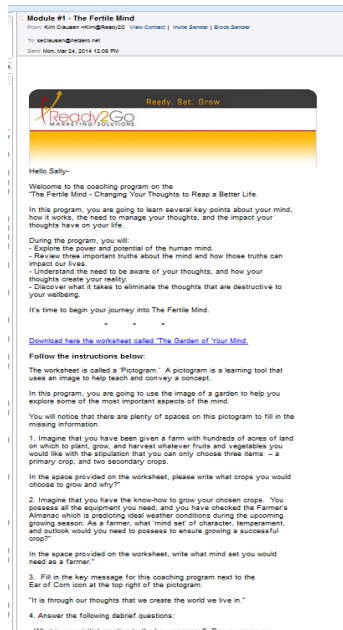 Module #1 - The Fertile Mind
From: Kim Clausen <Kim@Ready2G View Contact | Invite Sender | Block Sender
To: keclausen@netzero.net
Sent: Mon, Mar 24, 2014 12:06 PM
Ready. Set. Grow.
Ready2Go
MARKETING SOLUTIONS
Hello Sally-
Welcome to the coaching program on the
"The Fertile Mind - Changing Your Thoughts to Reap a Better Life.
In this program, you are going to learn several key points about your mind,
how it works, the need to manage your thoughts, and the impact your
thoughts have on your life.
During the program, you will:
- Explore the power and potential of the human mind.
- Review three important truths about the mind and how those truths can
impact our lives.
- Understand the need to be aware of your thoughts, and how your
thoughts create your reality.
- Discover what it takes to eliminate the thoughts that are destructive to
your wellbeing.
It's time to begin your journey into The Fertile Mind.
* * *
Download here the worksheet called "The Garden of Your Mind.
Follow the instructions below:
The worksheet is called a 'Pictogram.' A pictogram is a learning tool that
uses an image to help teach and convey a concept.
In this program, you are going to use the image of a garden to help you
explore some of the most important aspects of the mind.
You will notice that there are plenty of spaces on this pictogram to fill in the
missing information.
1. Imagine that you have been given a farm with hundreds of acres of land
on which to plant, grow, and harvest whatever fruits and vegetables you
would like with the stipulation that you can only choose three items -- a
primary crop, and two secondary crops.
In the space provided on the worksheet, please write what crops you would
choose to grow and why?"
2. Imagine that you have the know-how to grow your chosen crops. You
possess all the equipment you need, and you have checked the Farmer's
Almanac which is predicting ideal weather conditions during the upcoming
growing season. As a farmer, what 'mind set' of character, temperament,
and outlook would you need to possess to ensure growing a successful
crop?"
In the space provided on the worksheet, write what mind set you would
need as a farmer."
3. Fill in the key message for this coaching program next to the
Ear of Corn icon at the top right of the pictogram.
"It is through our thoughts that we create the world we live in."
4. Answer the following debrief questions: